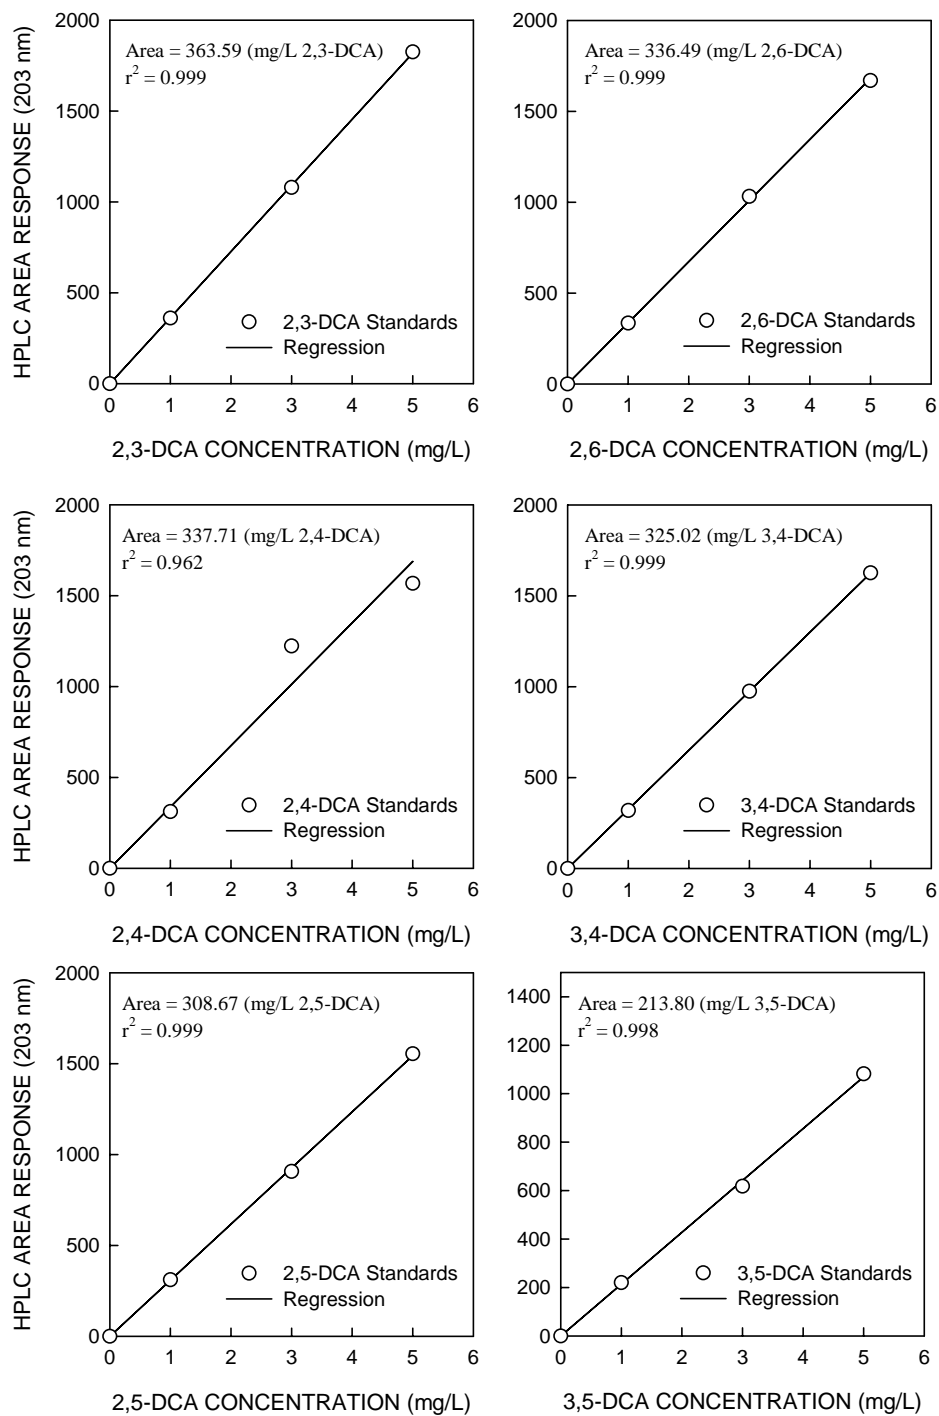 HPLC AREA RESPONSE (203 nm)
2000
1500
1000
500
0
Area = 363.59 (mg/L 2,3-DCA)
r² = 0.999
2,3-DCA Standards
Regression
0 1 2 3 4 5 6
2,3-DCA CONCENTRATION (mg/L)
2000
1500
1000
500
0
Area = 336.49 (mg/L 2,6-DCA)
r² = 0.999
2,6-DCA Standards
Regression
0 1 2 3 4 5 6
2,6-DCA CONCENTRATION (mg/L)
HPLC AREA RESPONSE (203 nm)
2000
1500
1000
500
0
Area = 337.71 (mg/L 2,4-DCA)
r² = 0.962
2,4-DCA Standards
Regression
0 1 2 3 4 5 6
2,4-DCA CONCENTRATION (mg/L)
2000
1500
1000
500
0
Area = 325.02 (mg/L 3,4-DCA)
r² = 0.999
3,4-DCA Standards
Regression
0 1 2 3 4 5 6
3,4-DCA CONCENTRATION (mg/L)
HPLC AREA RESPONSE (203 nm)
2000
1500
1000
500
0
Area = 308.67 (mg/L 2,5-DCA)
r² = 0.999
2,5-DCA Standards
Regression
0 1 2 3 4 5 6
2,5-DCA CONCENTRATION (mg/L)
1400
1200
1000
800
600
400
200
0
Area = 213.80 (mg/L 3,5-DCA)
r² = 0.998
3,5-DCA Standards
Regression
0 1 2 3 4 5 6
3,5-DCA CONCENTRATION (mg/L)